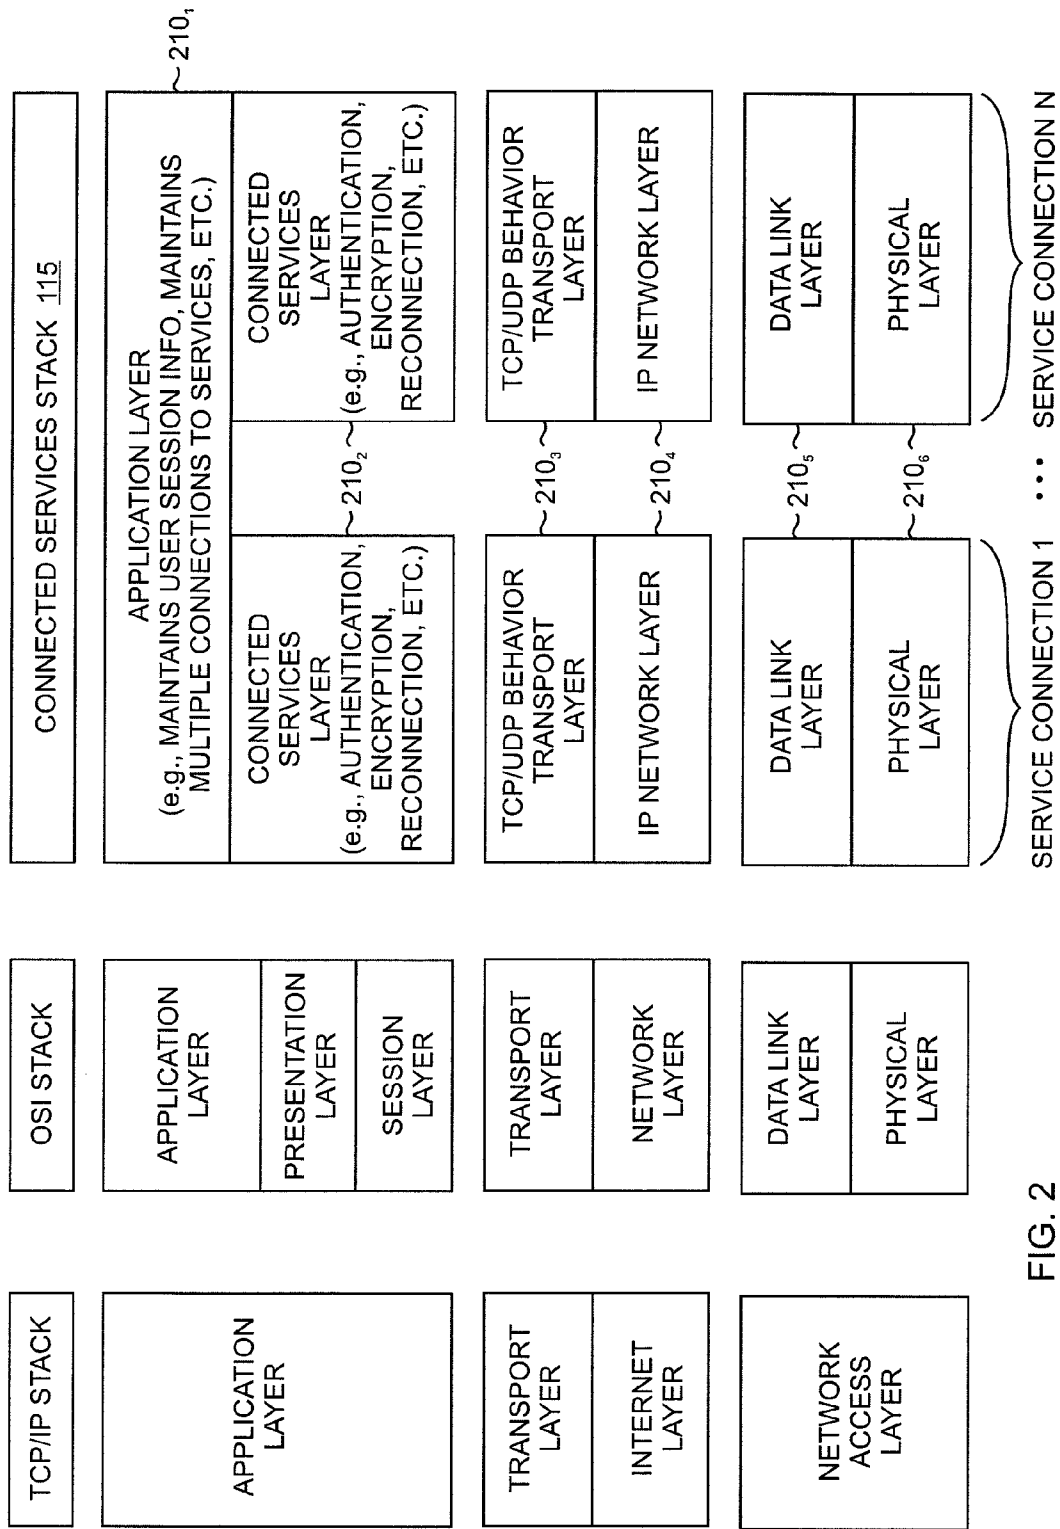 TCP/IP STACK
APPLICATION
LAYER
TRANSPORT
LAYER
INTERNET
LAYER
NETWORK
ACCESS
LAYER
OSI STACK
APPLICATION
LAYER
PRESENTATION
LAYER
SESSION
LAYER
TRANSPORT
LAYER
NETWORK
LAYER
DATA LINK
LAYER
PHYSICAL
LAYER
CONNECTED SERVICES STACK 115
APPLICATION LAYER
(e.g., MAINTAINS USER SESSION INFO, MAINTAINS
MULTIPLE CONNECTIONS TO SERVICES, ETC.)
210₁
CONNECTED
SERVICES
LAYER
(e.g., AUTHENTICATION,
ENCRYPTION,
RECONNECTION, ETC.)
210₂
CONNECTED
SERVICES
LAYER
(e.g., AUTHENTICATION,
ENCRYPTION,
RECONNECTION, ETC.)
TCP/UDP BEHAVIOR
TRANSPORT
LAYER
210₃
TCP/UDP BEHAVIOR
TRANSPORT
LAYER
IP NETWORK LAYER
210₄
IP NETWORK LAYER
DATA LINK
LAYER
210₅
DATA LINK
LAYER
PHYSICAL
LAYER
210₆
PHYSICAL
LAYER
SERVICE CONNECTION 1 ••• SERVICE CONNECTION N
FIG. 2